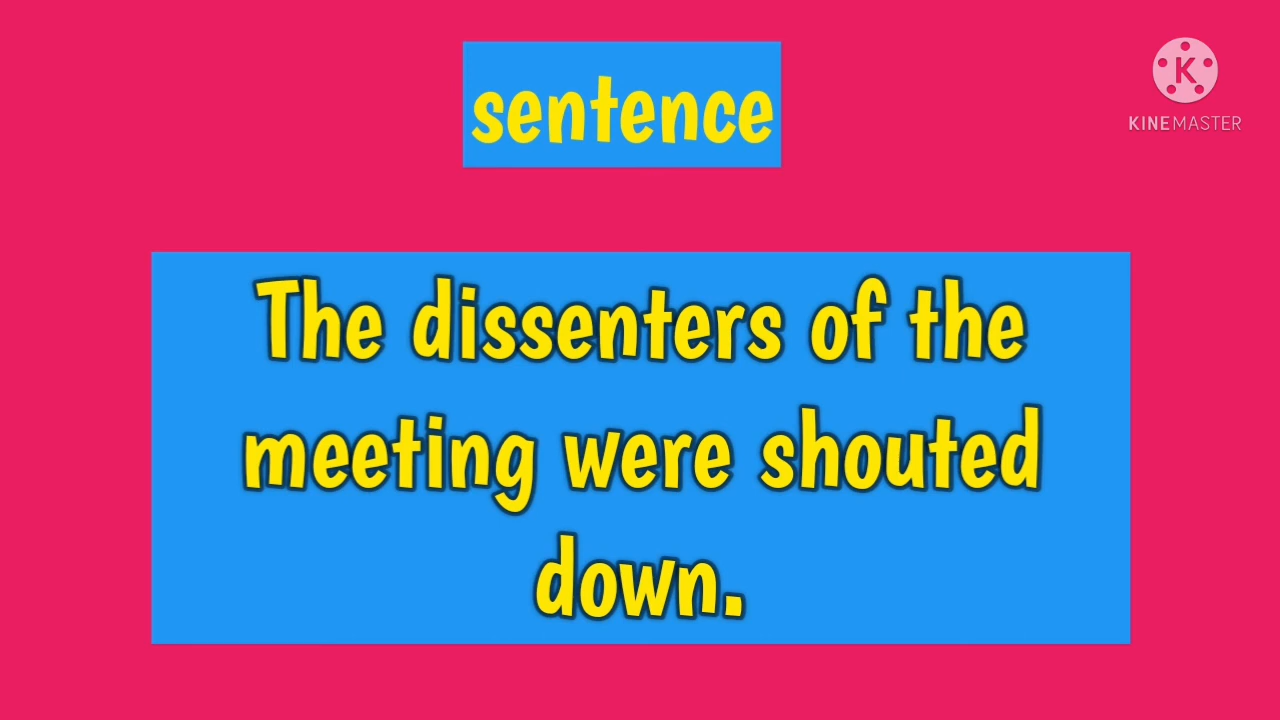 sentence
K
KINEMASTER
The dissenters of the
meeting were shouted
down.